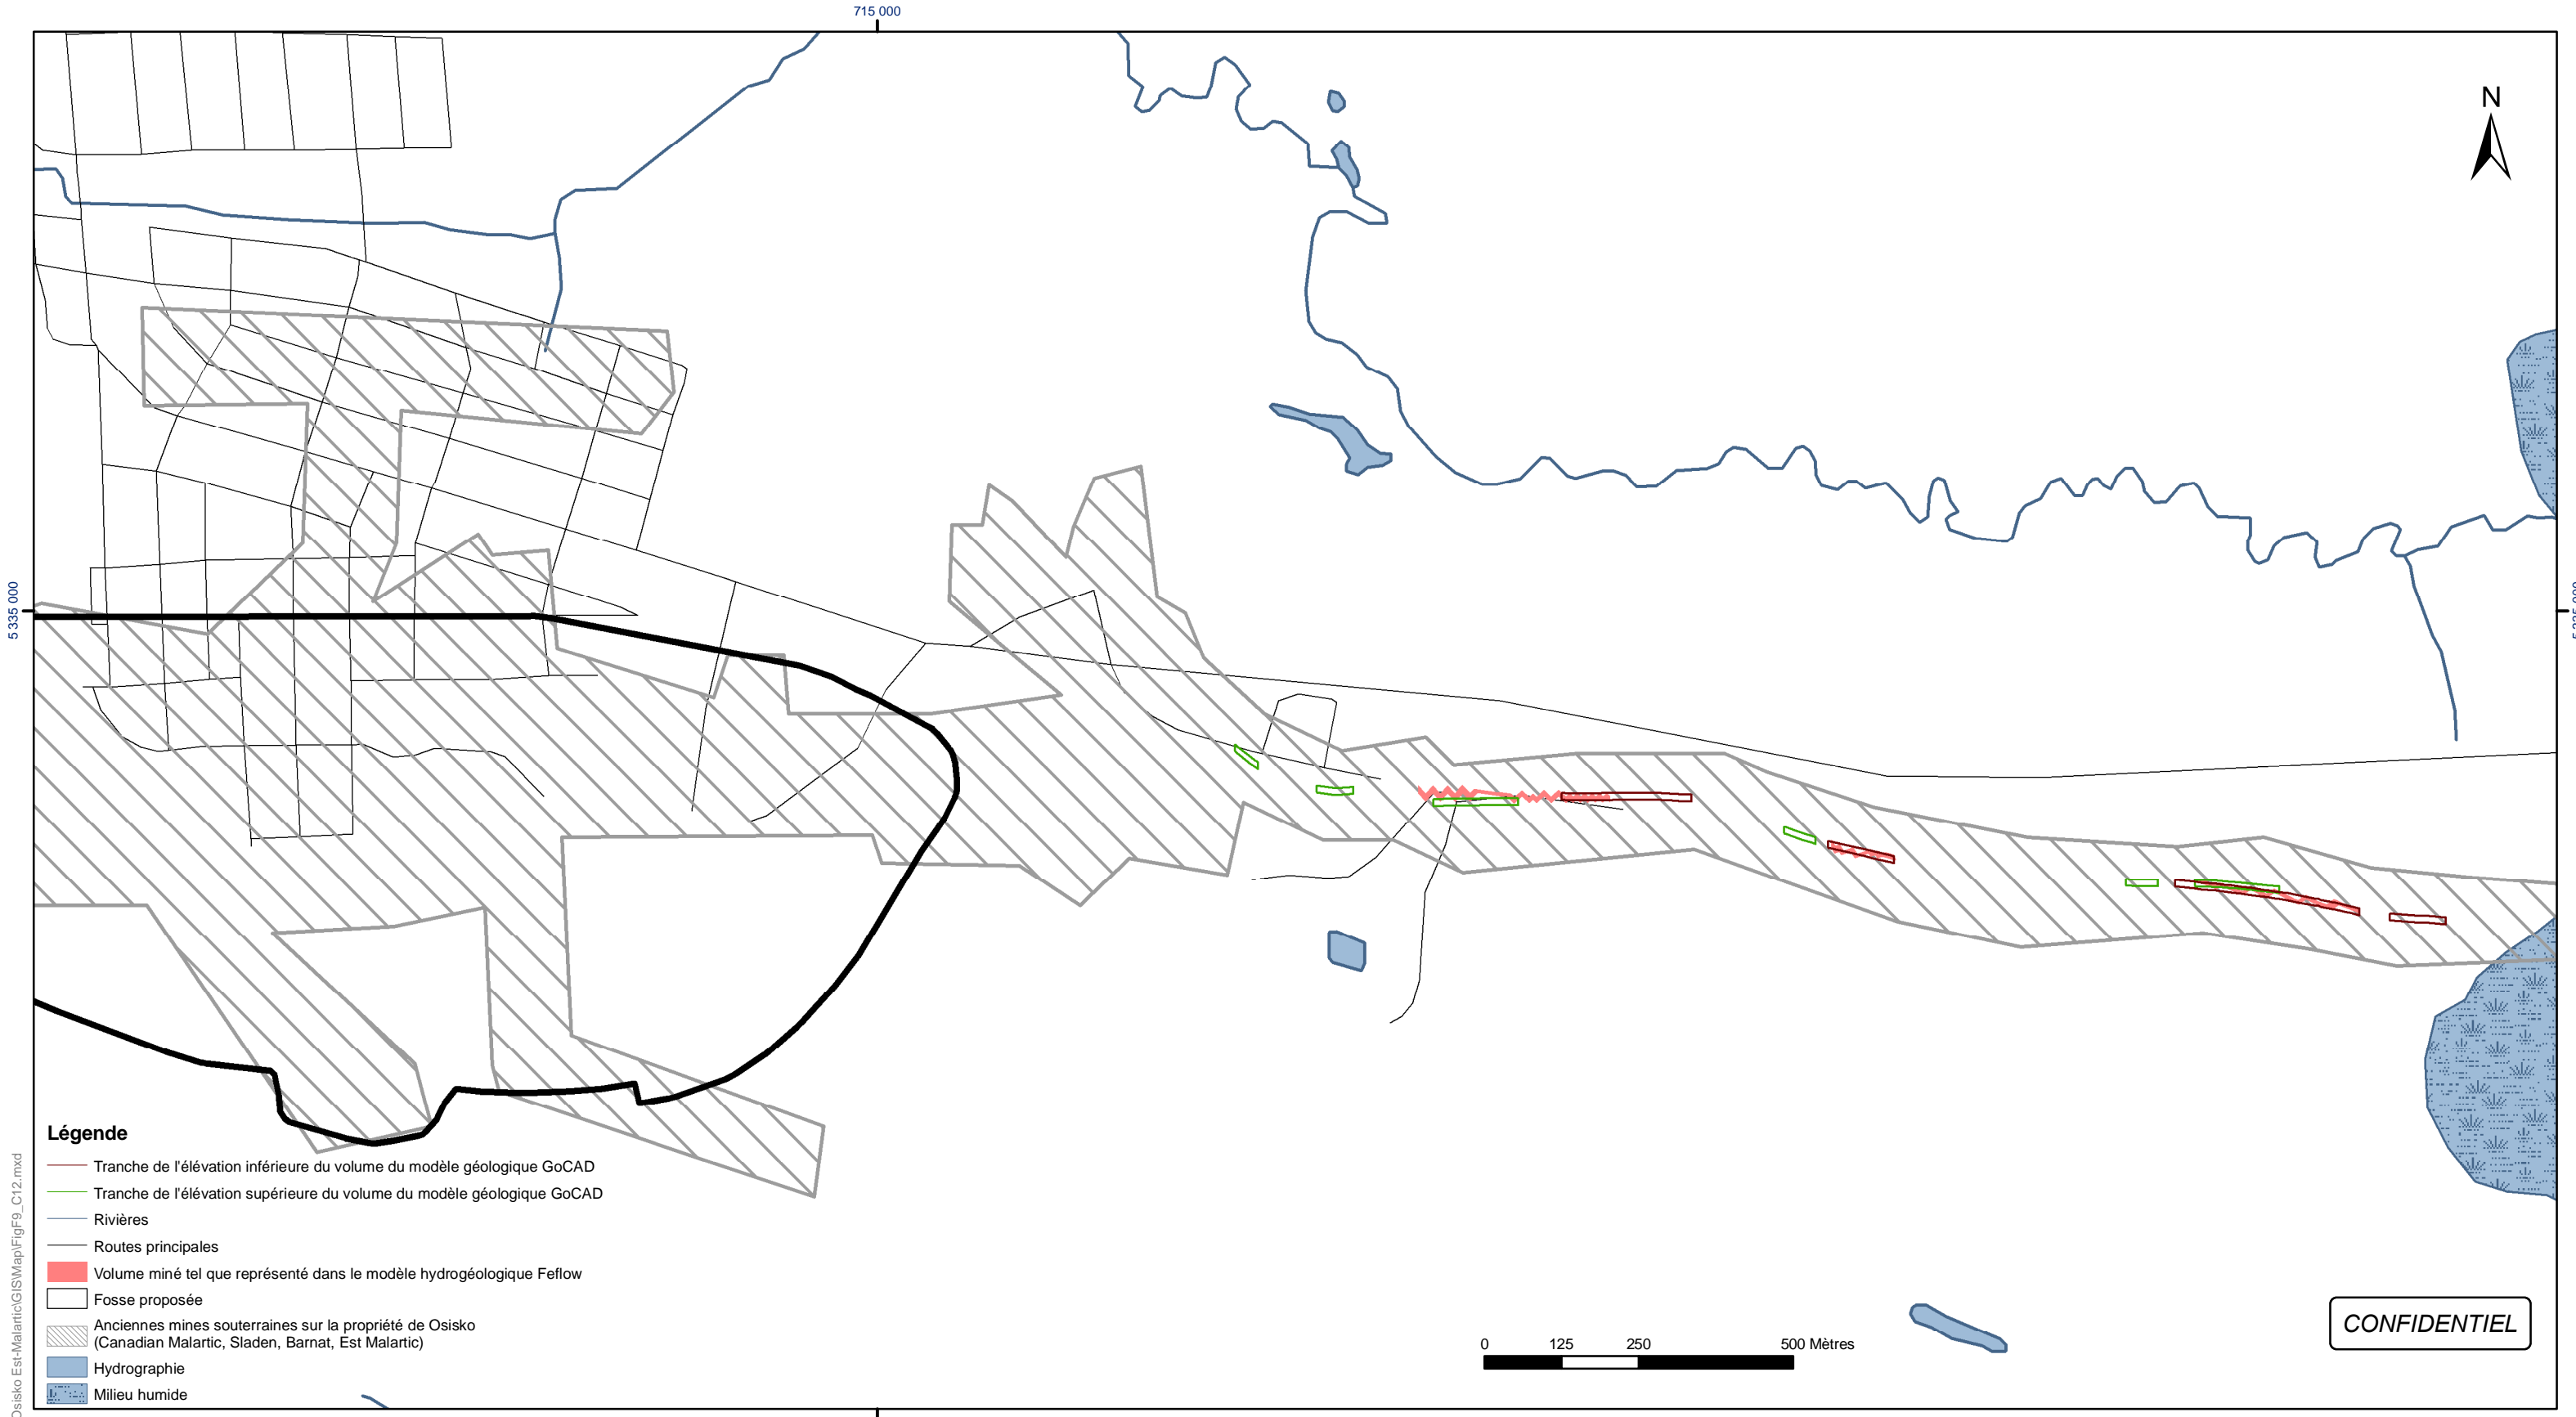 715 000
N
5 335 000
Légende
Tranche de l'élévation inférieure du volume du modèle géologique GoCAD
Tranche de l'élévation supérieure du volume du modèle géologique GoCAD
Rivières
Routes principales
Volume miné tel que représenté dans le modèle hydrogéologique Feflow
Fosse proposée
Anciennes mines souterraines sur la propriété de Osisko
(Canadian Malartic, Sladen, Barnat, Est Malartic)
Hydrographie
Milieu humide
0 125 250 500 Mètres
CONFIDENTIEL
Osisko Est-Malartic\GIS\Map\FigF9_C12.mxd